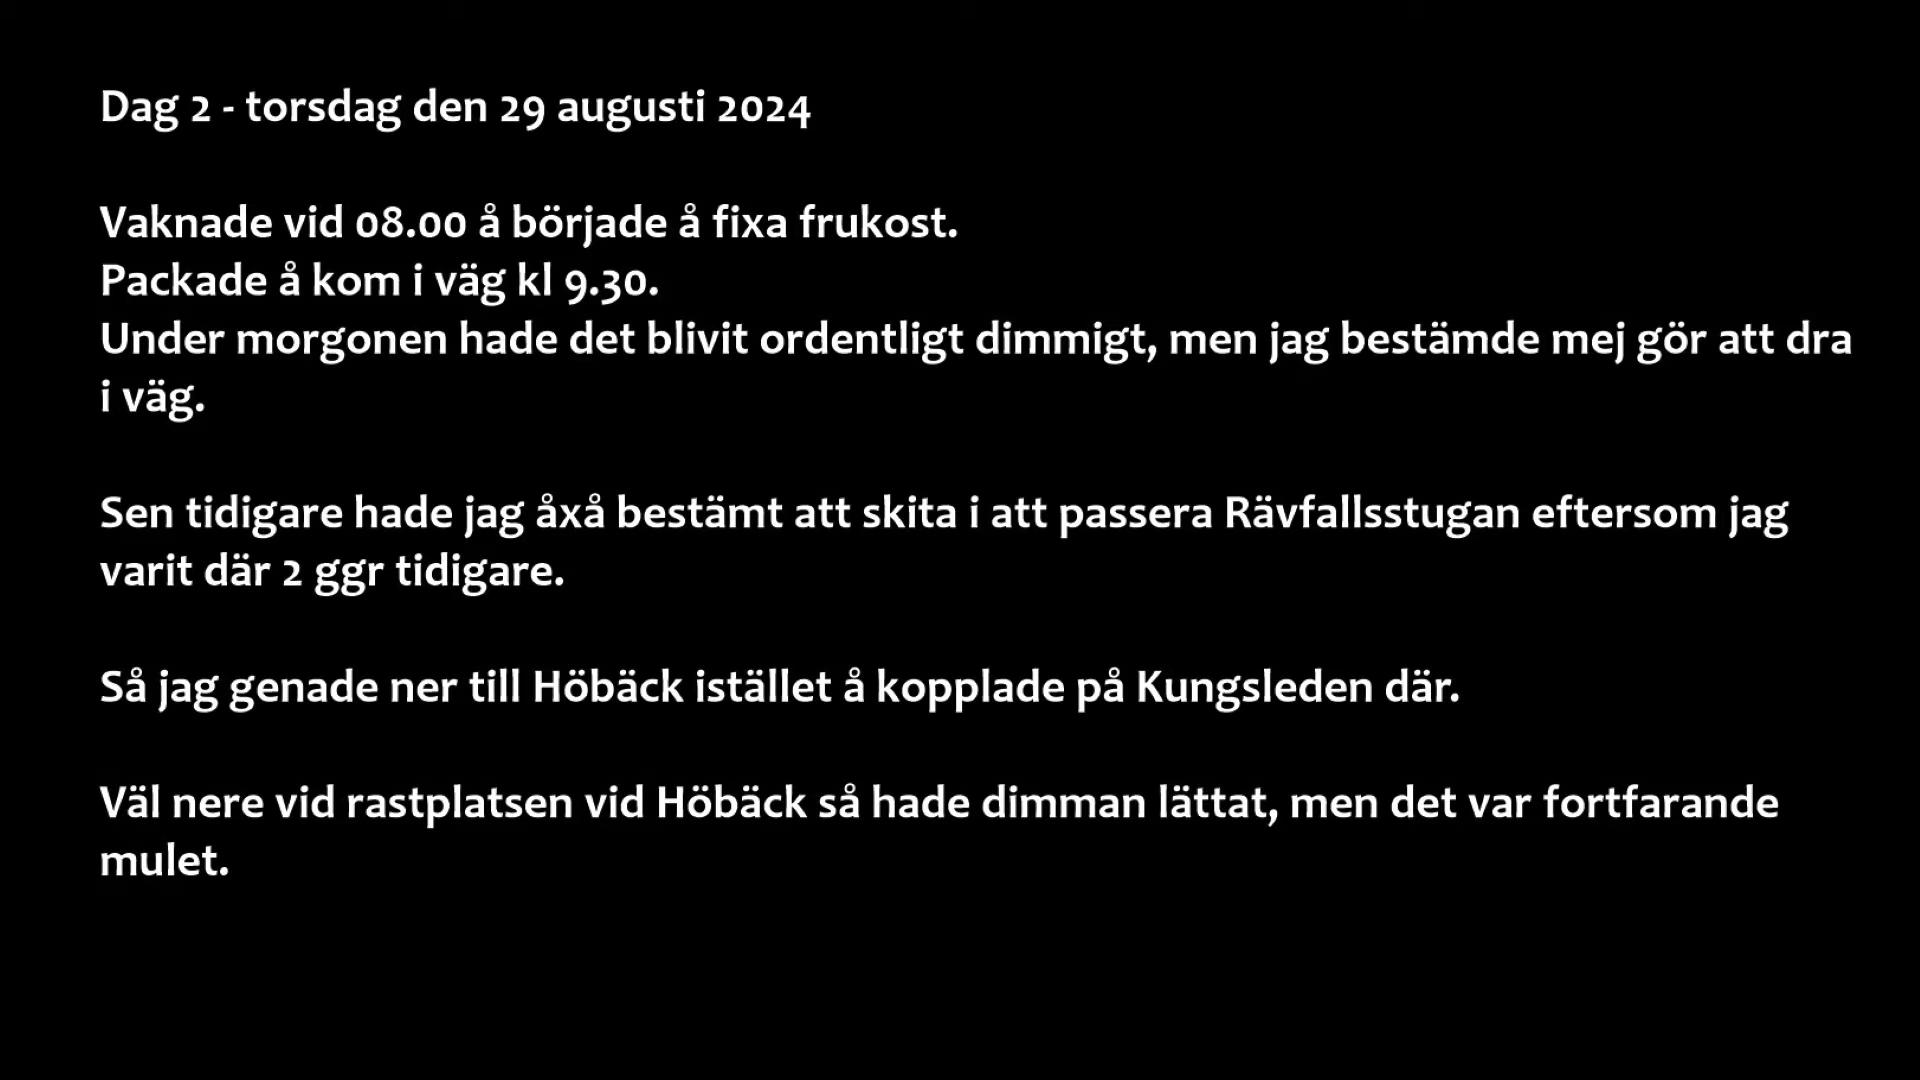 Dag 2 - torsdag den 29 augusti 2024
Vaknade vid 08.00 å började å fixa frukost.
Packade å kom i väg kl 9.30.
Under morgonen hade det blivit ordentligt dimmigt, men jag bestämde mej gör att dra
i väg.
Sen tidigare hade jag åxå bestämt att skita i att passera Rävfallsstugan eftersom jag
varit där 2 ggr tidigare.
Så jag genade ner till Höbäck istället å kopplade på Kungsleden där.
Väl nere vid rastplatsen vid Höbäck så hade dimman lättat, men det var fortfarande
mulet.